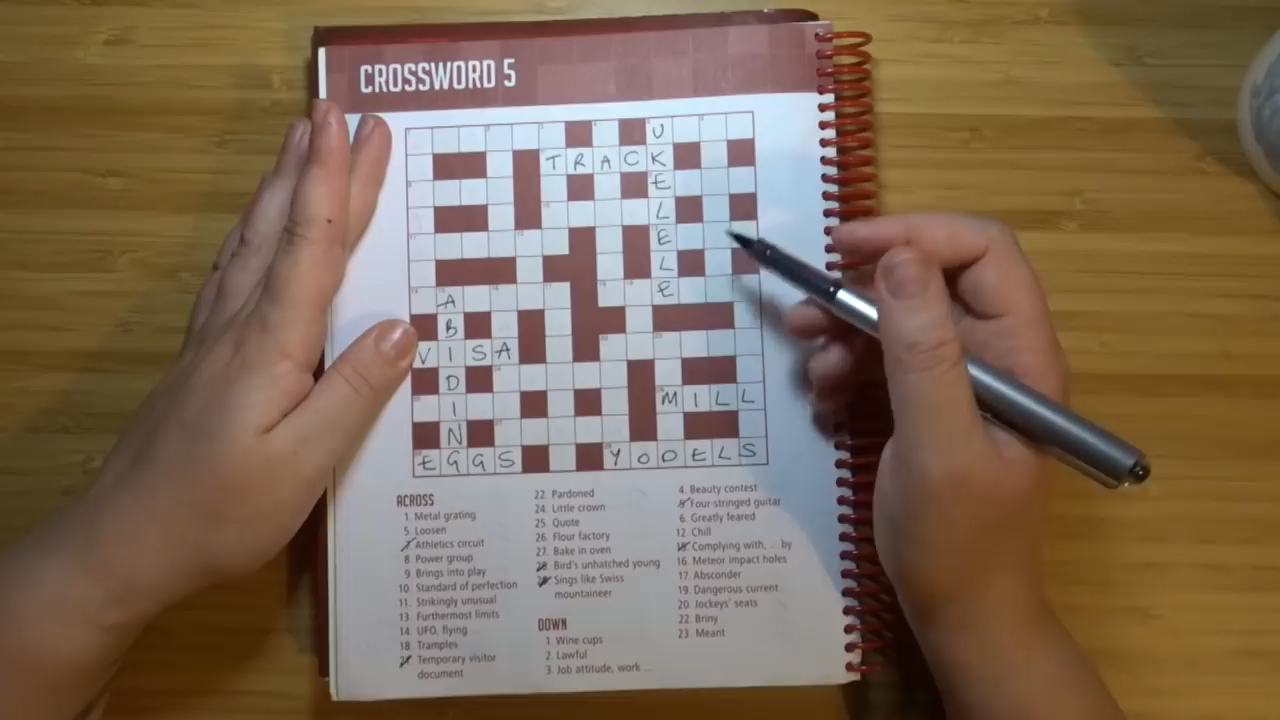 CROSSWORD 5
U
TRACK
E
L
E
L
A E
B
VISA
D
I MILL
N
EGGS YODELS
ACROSS
1. Metal grating
5. Loosen
7. Athletics circuit
8. Power group
9. Brings into play
10. Standard of perfection
11. Strikingly unusual
13. Furthermost limits
14. UFO, flying ...
18. Tramples
21. Temporary visitor
document
22. Pardoned
24. Little crown
25. Quote
26. Flour factory
27. Bake in oven
28. Bird's unhatched young
29. Sings like Swiss
mountaineer
DOWN
1. Wine cups
2. Lawful
3. Job attitude, work ...
4. Beauty contest
5. Four-stringed guitar
6. Greatly feared
12. Chill
15. Complying with, ... by
16. Meteor impact holes
17. Absconder
19. Dangerous current
20. Jockeys' seats
22. Briny
23. Meant